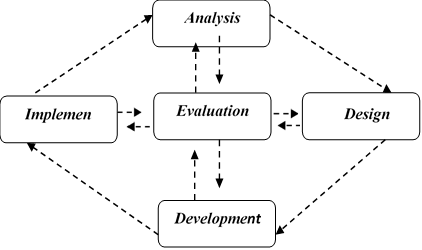 Analysis
Implemen
Evaluation
Design
Development